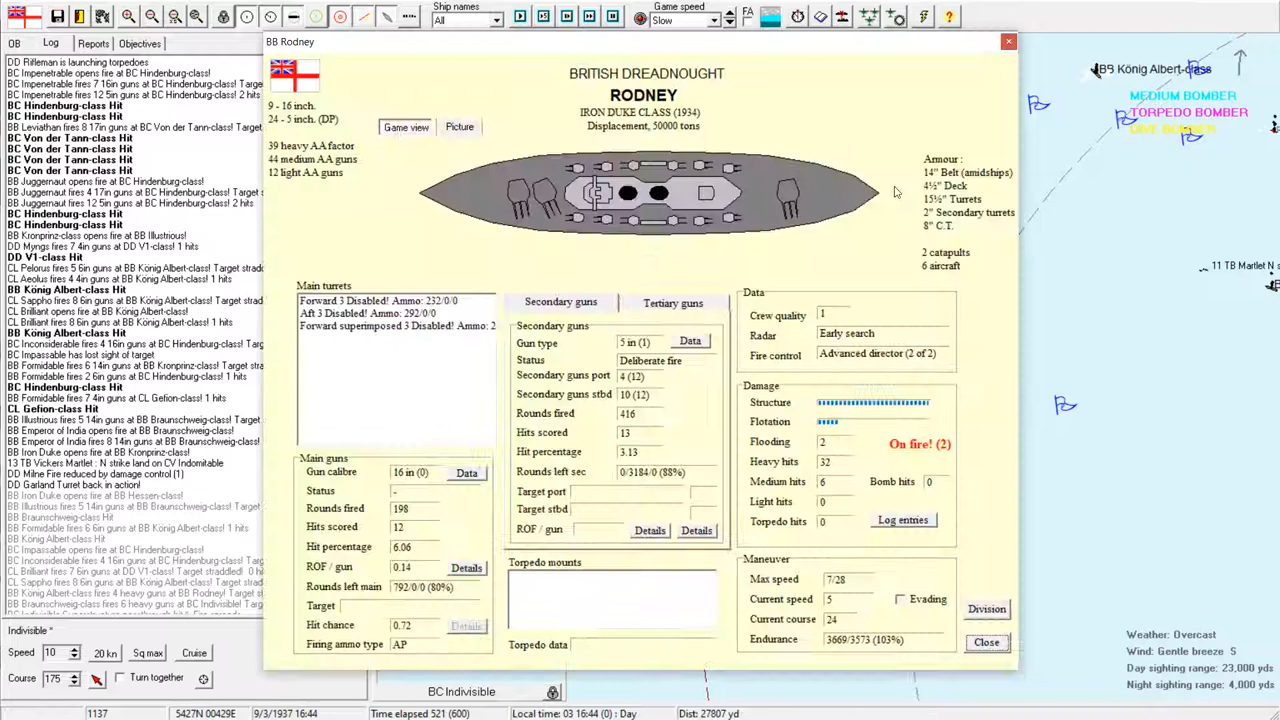 Ship names
All
Game speed
Slow
FA
OB
Log
Reports
Objectives
DD Rifleman is launching torpedoes
BC Impenetrable opens fire at BC Hindenburg-class!
BC Impenetrable fires 7 16in guns at BC Hindenburg-class! Target
BC Impenetrable fires 12 5in guns at BC Hindenburg-class! 2 hits
BC Hindenburg-class Hit
BC Hindenburg-class Hit
BB Leviathan fires 8 17in guns at BC Von der Tann-class! Target
BC Von der Tann-class Hit
BC Von der Tann-class Hit
BC Von der Tann-class Hit
BB Juggernaut opens fire at BC Hindenburg-class!
BB Juggernaut fires 4 17in guns at BC Hindenburg-class! Target
BB Juggernaut fires 12 5in guns at BC Hindenburg-class! 1 hits
BC Hindenburg-class Hit
BB Kronprinz-class opens fire at BB Illustrious!
DD Myngs fires 7 4in guns at DD V1-class! 1 hits
DD V1-class Hit
CL Pelorus fires 5 6in guns at BB König Albert-class! Target stradd
CL Aeolus fires 4 4in guns at BB König Albert-class! 1 hits
BB König Albert-class Hit
CL Sappho fires 8 6in guns at BB König Albert-class! Target stradd
CL Brilliant opens fire at BB König Albert-class!
CL Brilliant fires 8 6in guns at BB König Albert-class! 1 hits
BB König Albert-class Hit
BC Inconsiderable fires 4 16in guns at BC Hindenburg-class! 1 hits
BC Impassable has lost sight of target
BB Formidable fires 6 14in guns at BB Kronprinz-class! Target strad
BB Formidable fires 2 6in guns at BB Kronprinz-class! 1 hits
BC Hindenburg-class Hit
BB Formidable fires 7 4in guns at CL Gefion-class! 1 hits
CL Gefion-class Hit
BB Illustrious fires 5 14in guns at BB Braunschweig-class! Target s
BB Emperor of India opens fire at BB Braunschweig-class!
BB Emperor of India fires 8 14in guns at BB Braunschweig-class! Ta
BB Iron Duke opens fire at BB Kronprinz-class!
13 TB Vickers Martlet : N strike land on CV Indomitable
DD Milne Fire reduced by damage control (1)
DD Garland Turret back in action!
BB Iron Duke opens fire at BB Hessen-class!
BB Illustrious fires 5 14in guns at BB Braunschweig-class! Target s
BB Braunschweig-class Hit
BB Formidable fires 6 6in guns at BB König Albert-class! 1 hits
BB König Albert-class Hit
BC Impassable opens fire at BC Hindenburg-class!
BC Inconsiderable fires 4 16in guns at BC Hindenburg-class! Target
CL Brilliant fires 7 6in guns at DD V1-class! Target straddled! 0 hits
CL Sappho fires 8 6in guns at BB König Albert-class! Target stradd
BB König Albert-class fires 4 heavy guns at BB Rodney! Target strad
BB Braunschweig-class fires 6 heavy guns at BC Indivisible! Target
Indivisible *
Speed 10
20 kn
Sq max
Cruise
Course 175
Turn together
BB Rodney
BRITISH DREADNOUGHT
RODNEY
IRON DUKE CLASS (1934)
Displacement, 50000 tons
9 - 16 inch.
24 - 5 inch. (DP)
39 heavy AA factor
44 medium AA guns
12 light AA guns
Game view
Picture
Armour :
14" Belt (amidships)
4½" Deck
15½" Turrets
2" Secondary turrets
8" C.T.
2 catapults
6 aircraft
Main turrets
Forward 3 Disabled! Ammo: 232/0/0
Aft 3 Disabled! Ammo: 292/0/0
Forward superimposed 3 Disabled! Ammo: 2
Main guns
Gun calibre 16 in (0) Data
Status -
Rounds fired 198
Hits scored 12
Hit percentage 6.06
ROF / gun 0.14 Details
Rounds left main 792/0/0 (80%)
Target
Hit chance 0.72 Details
Firing ammo type AP
Secondary guns
Tertiary guns
Secondary guns
Gun type 5 in (1) Data
Status Deliberate fire
Secondary guns port 4 (12)
Secondary guns stbd 10 (12)
Rounds fired 416
Hits scored 13
Hit percentage 3.13
Rounds left sec 0/3184/0 (88%)
Target port
Target stbd
ROF / gun Details Details
Torpedo mounts
Torpedo data
Data
Crew quality 1
Radar Early search
Fire control Advanced director (2 of 2)
Damage
Structure
Flotation
Flooding 2 On fire! (2)
Heavy hits 32
Medium hits 6 Bomb hits 0
Light hits 0
Torpedo hits 0 Log entries
Maneuver
Max speed 7/28
Current speed 5 Evading
Current course 24
Endurance 3669/3573 (103%)
Division
Close
BC Indivisible
BB König Albert-class
MEDIUM BOMBER
TORPEDO BOMBER
DIVE BOMBER
11 TB Martlet N s
Weather: Overcast
Wind: Gentle breeze S
Day sighting range: 23,000 yds
Night sighting range: 4,000 yds
1137
5427N 00429E
9/3/1937 16:44
Time elapsed 521 (600)
Local time: 03 16:44 () : Day
Dist: 27807 yd